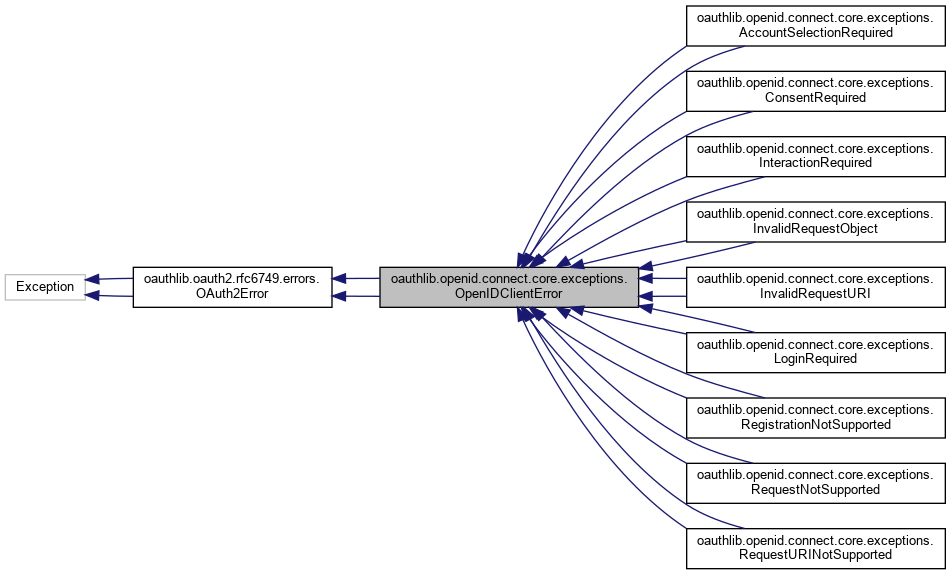 Exception
oauthlib.oauth2.rfc6749.errors.
OAuth2Error
oauthlib.openid.connect.core.exceptions.
OpenIDClientError
oauthlib.openid.connect.core.exceptions.
AccountSelectionRequired
oauthlib.openid.connect.core.exceptions.
ConsentRequired
oauthlib.openid.connect.core.exceptions.
InteractionRequired
oauthlib.openid.connect.core.exceptions.
InvalidRequestObject
oauthlib.openid.connect.core.exceptions.
InvalidRequestURI
oauthlib.openid.connect.core.exceptions.
LoginRequired
oauthlib.openid.connect.core.exceptions.
RegistrationNotSupported
oauthlib.openid.connect.core.exceptions.
RequestNotSupported
oauthlib.openid.connect.core.exceptions.
RequestURINotSupported